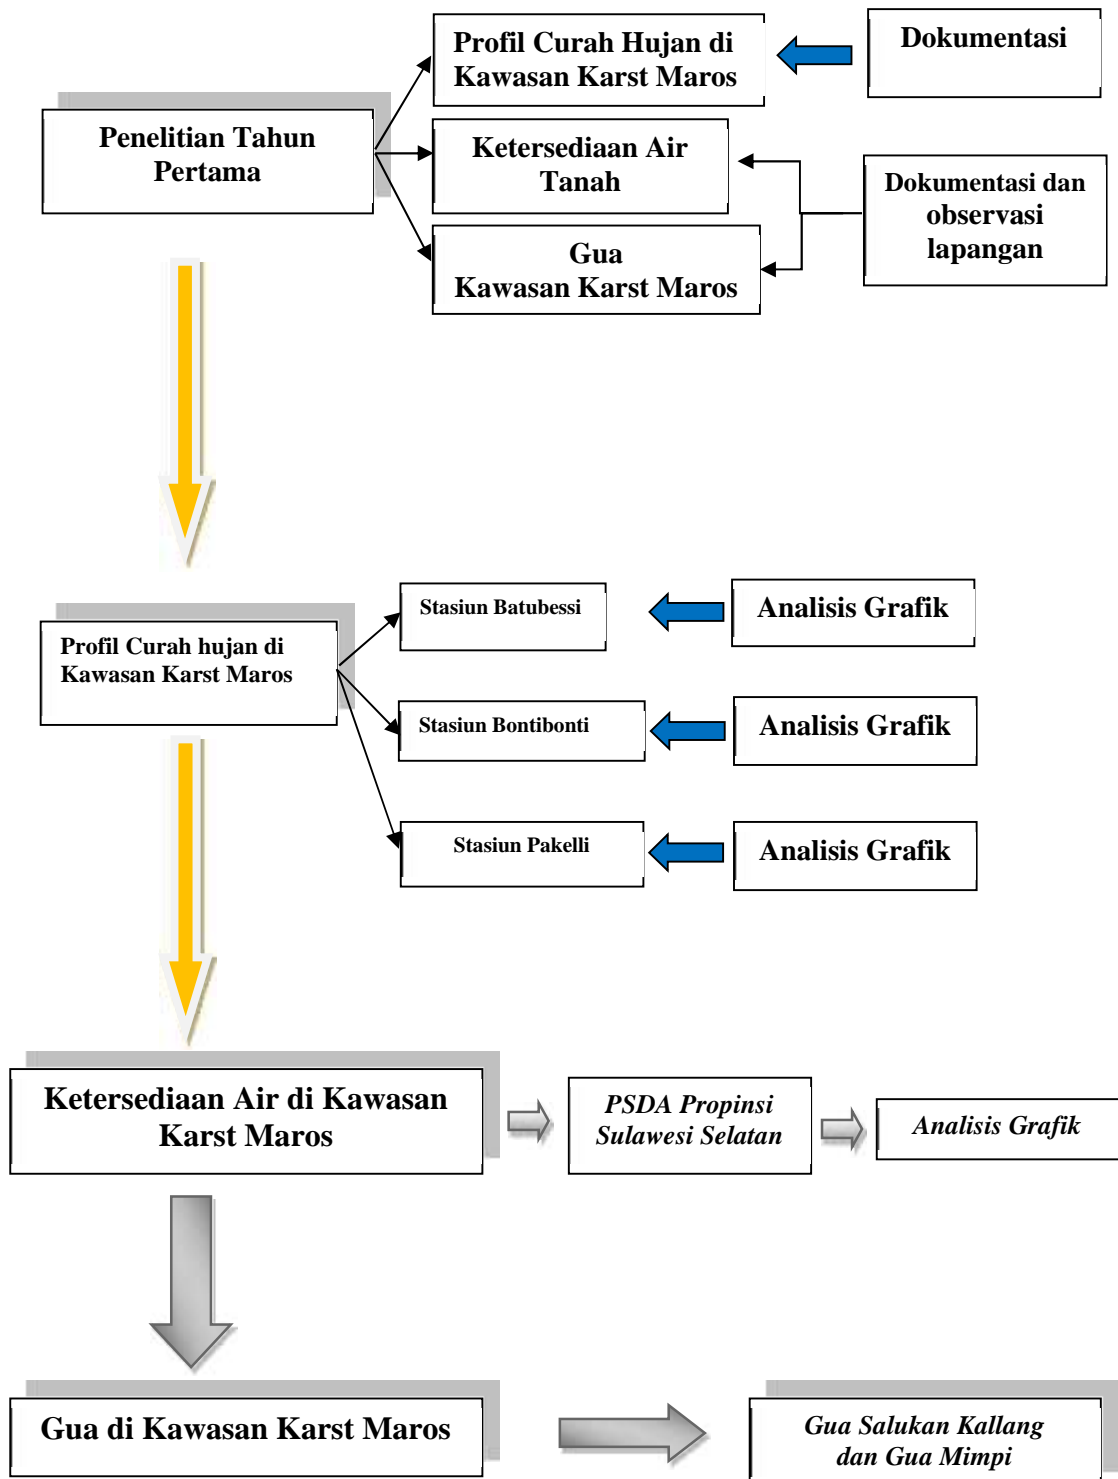 Profil Curah Hujan di
Kawasan Karst Maros
Dokumentasi
Penelitian Tahun
Pertama
Ketersediaan Air
Tanah
Dokumentasi dan
observasi
lapangan
Gua
Kawasan Karst Maros
Profil Curah hujan di
Kawasan Karst Maros
Stasiun Batubessi
Analisis Grafik
Stasiun Bontibonti
Analisis Grafik
Stasiun Pakelli
Analisis Grafik
Ketersediaan Air di Kawasan
Karst Maros
PSDA Propinsi
Sulawesi Selatan
Analisis Grafik
Gua di Kawasan Karst Maros
Gua Salukan Kallang
dan Gua Mimpi